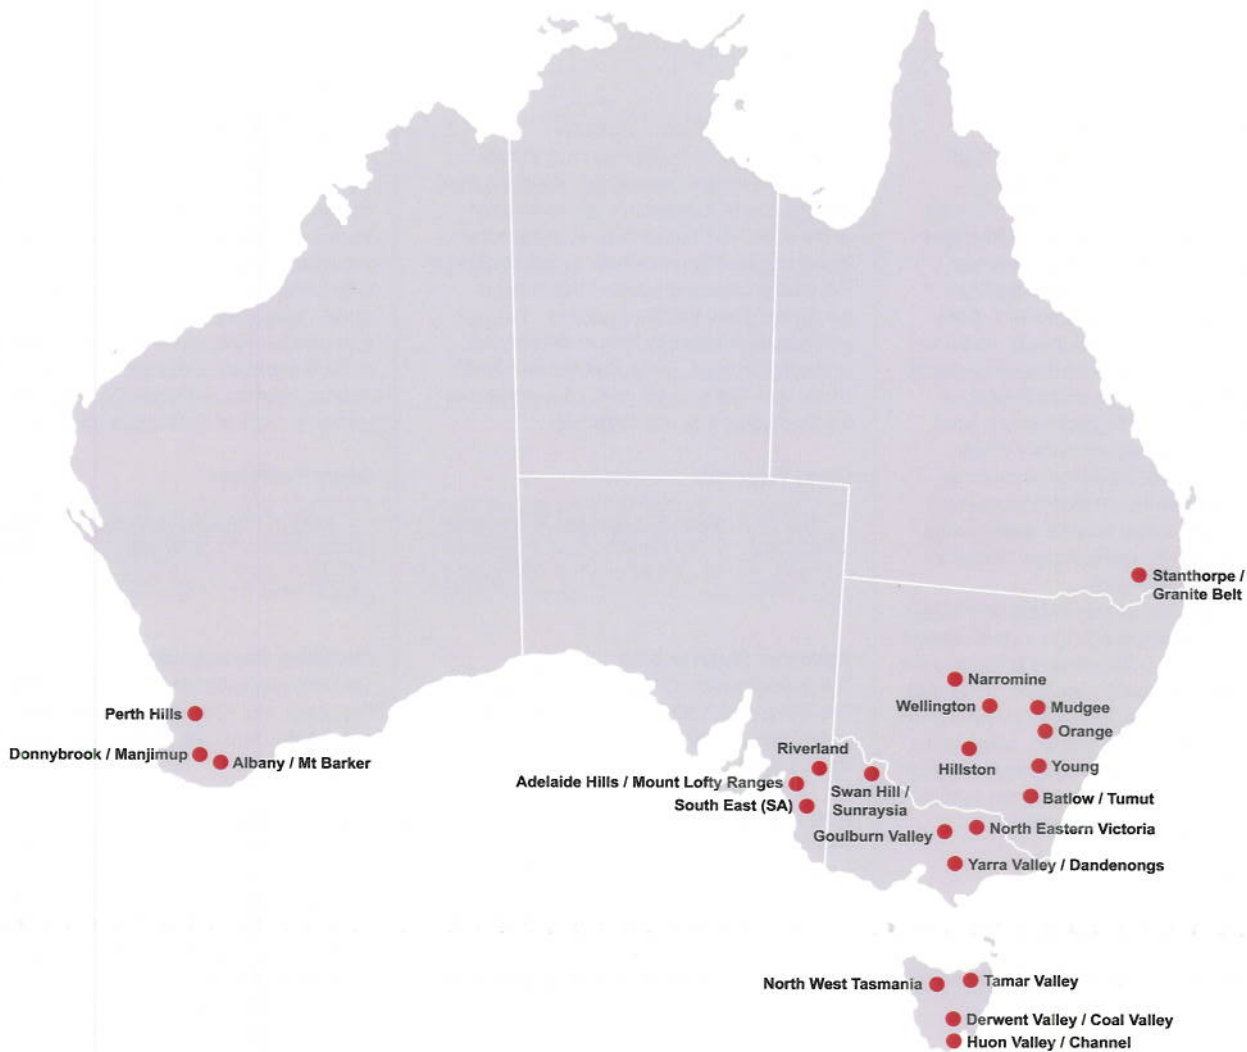 Stanthorpe /
Granite Belt
Narromine
Wellington
Mudgee
Orange
Perth Hills
Donnybrook / Manjimup
Albany / Mt Barker
Riverland
Hillston
Young
Adelaide Hills / Mount Lofty Ranges
Swan Hill /
Sunraysia
South East (SA)
Batlow / Tumut
Goulburn Valley
North Eastern Victoria
Yarra Valley / Dandenongs
North West Tasmania
Tamar Valley
Derwent Valley / Coal Valley
Huon Valley / Channel